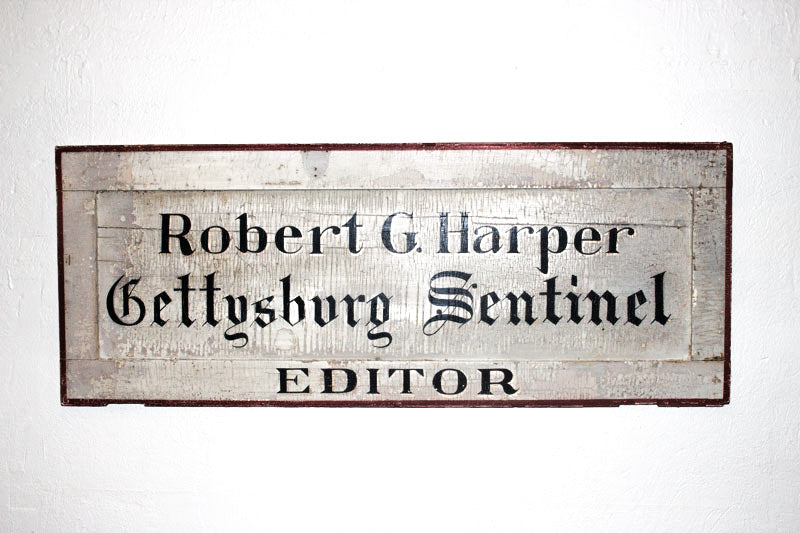 Robert G. Harper
Gettysburg Sentinel
EDITOR